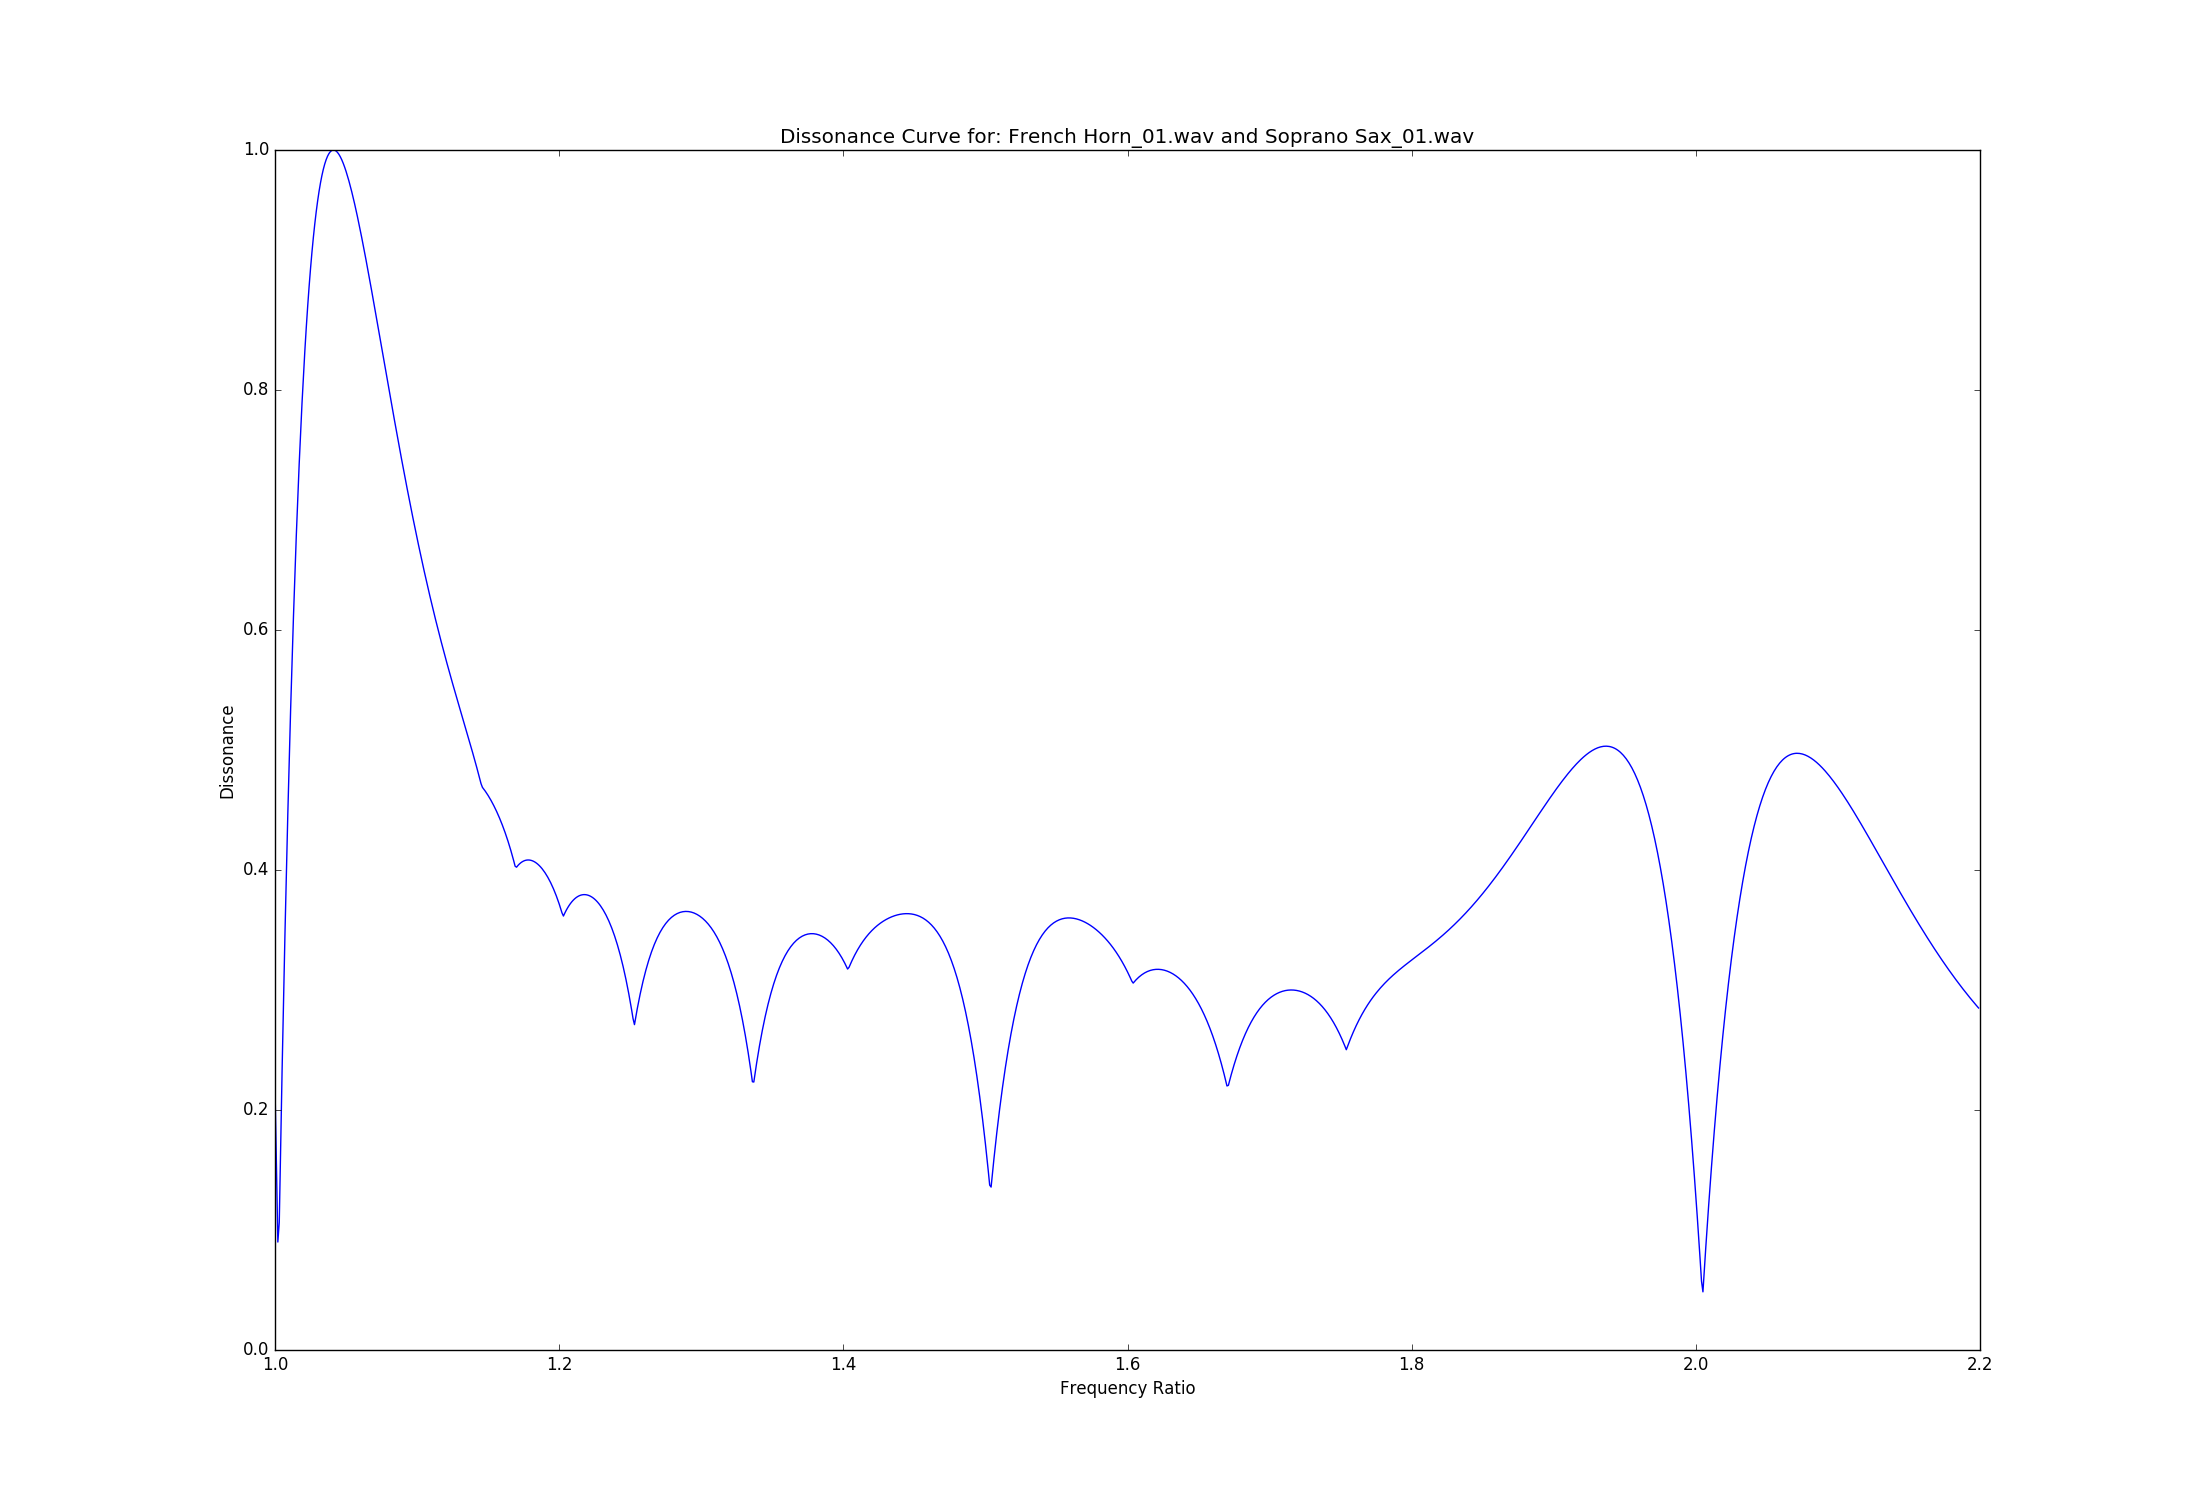 Dissonance Curve for: French Horn_01.wav and Soprano Sax_01.wav
1.0
0.8
0.6
0.4
0.2
0.0
Dissonance
1.0 1.2 1.4 1.6 1.8 2.0 2.2
Frequency Ratio